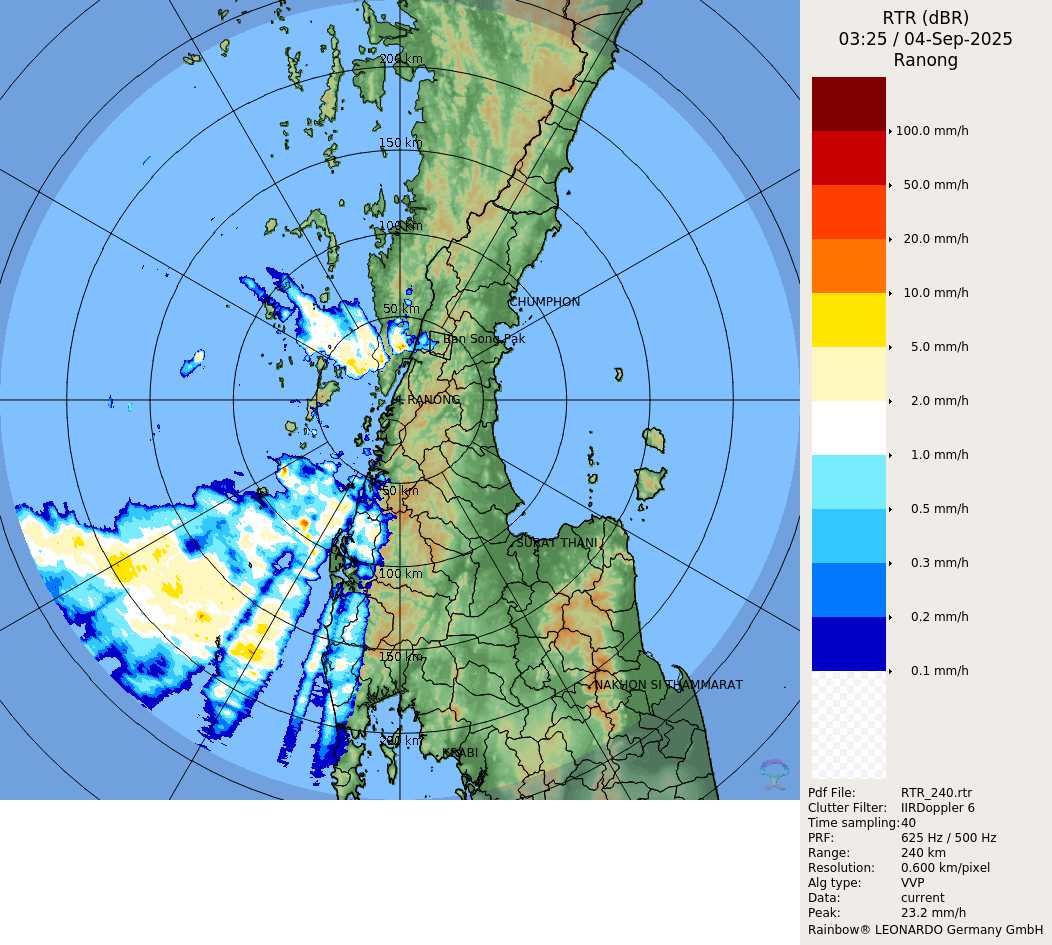 RTR (dBR)
03:25 / 04-Sep-2025
Ranong
200 km
150 km
100 km
50 km
CHUMPHON
Ban Song Pak
RANONG
50 km
SURAT THANI
100 km
150 km
NAKHON SI THAMMARAT
200 km
KRABI
100.0 mm/h
50.0 mm/h
20.0 mm/h
10.0 mm/h
5.0 mm/h
2.0 mm/h
1.0 mm/h
0.5 mm/h
0.3 mm/h
0.2 mm/h
0.1 mm/h
Pdf File: RTR_240.rtr
Clutter Filter: IIRDoppler 6
Time sampling:40
PRF: 625 Hz / 500 Hz
Range: 240 km
Resolution: 0.600 km/pixel
Alg type: VVP
Data: current
Peak: 23.2 mm/h
Rainbow® LEONARDO Germany GmbH